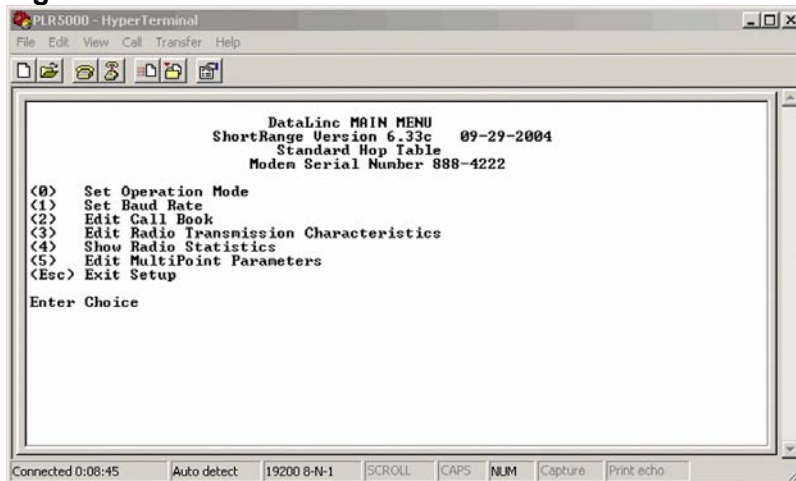 PLR5000 - HyperTerminal
File Edit View Call Transfer Help
DataLinc MAIN MENU
ShortRange Version 6.33c 09-29-2004
Standard Hop Table
Modem Serial Number 888-4222
<0> Set Operation Mode
<1> Set Baud Rate
<2> Edit Call Book
<3> Edit Radio Transmission Characteristics
<4> Show Radio Statistics
<5> Edit MultiPoint Parameters
<Esc> Exit Setup
Enter Choice
Connected 0:08:45 Auto detect 19200 8-N-1 SCROLL CAPS NUM Capture Print echo